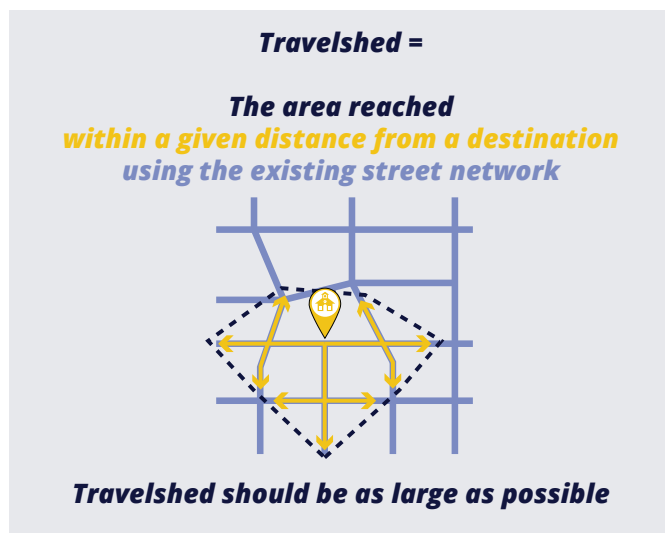 Travelshed =
The area reached
within a given distance from a destination
using the existing street network
Travelshed should be as large as possible